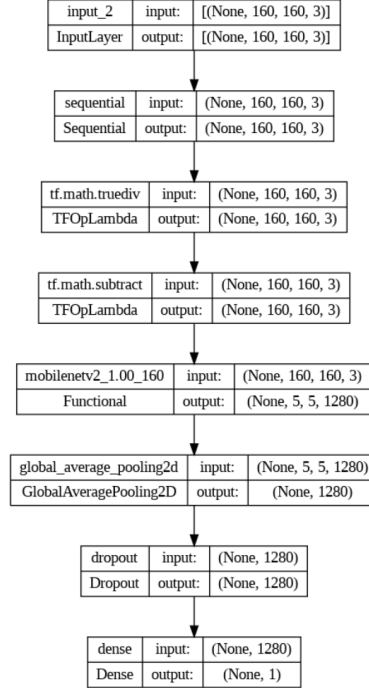 input_2 input: [(None, 160, 160, 3)]
InputLayer output: [(None, 160, 160, 3)]
sequential input: (None, 160, 160, 3)
Sequential output: (None, 160, 160, 3)
tf.math.truediv input: (None, 160, 160, 3)
TFOpLambda output: (None, 160, 160, 3)
tf.math.subtract input: (None, 160, 160, 3)
TFOpLambda output: (None, 160, 160, 3)
mobilenetv2_1.00_160 input: (None, 160, 160, 3)
Functional output: (None, 5, 5, 1280)
global_average_pooling2d input: (None, 5, 5, 1280)
GlobalAveragePooling2D output: (None, 1280)
dropout input: (None, 1280)
Dropout output: (None, 1280)
dense input: (None, 1280)
Dense output: (None, 1)